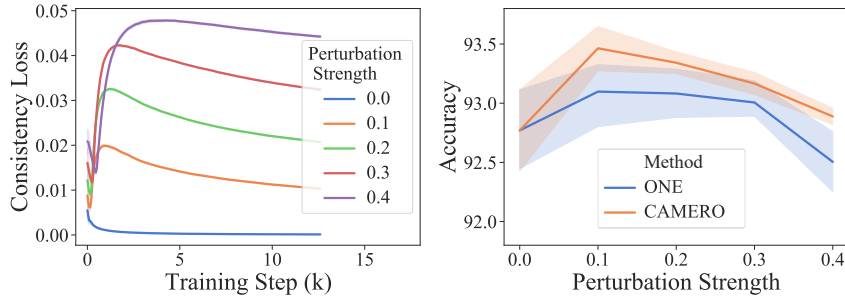 0.05
0.04
0.03
0.02
0.01
0.00
Consistency Loss
0
5
10
15
Training Step (k)
Perturbation
Strength
0.0
0.1
0.2
0.3
0.4
93.5
93.0
92.5
92.0
Accuracy
0.0
0.1
0.2
0.3
0.4
Perturbation Strength
Method
ONE
CAMERO